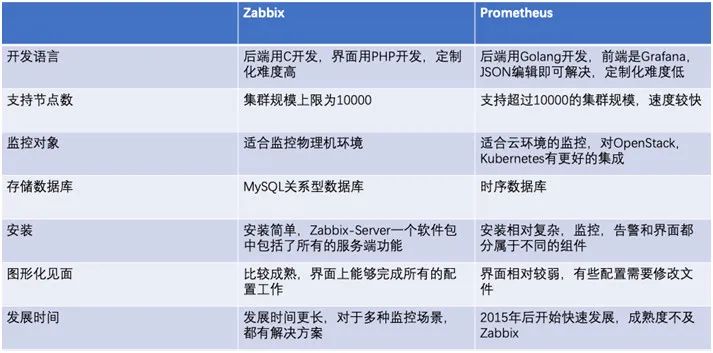 Zabbix
Prometheus
开发语言
后端用C开发，界面用PHP开发，定制
化难度高
后端用Golang开发，前端是Grafana，
JSON编辑即可解决，定制化难度低
支持节点数
集群规模上限为10000
支持超过10000的集群规模，速度较快
监控对象
适合监控物理机环境
适合云环境的监控，对OpenStack，
Kubernetes有更好的集成
存储数据库
MySQL关系型数据库
时序数据库
安装
安装简单，Zabbix-Server一个软件包
中包括了所有的服务端功能
安装相对复杂，监控，告警和界面都
分属于不同的组件
图形化见面
比较成熟，界面上能够完成所有的配
置工作
界面相对较弱，有些配置需要修改文
件
发展时间
发展时间更长，对于多种监控场景，
都有解决方案
2015年后开始快速发展，成熟度不及
Zabbix